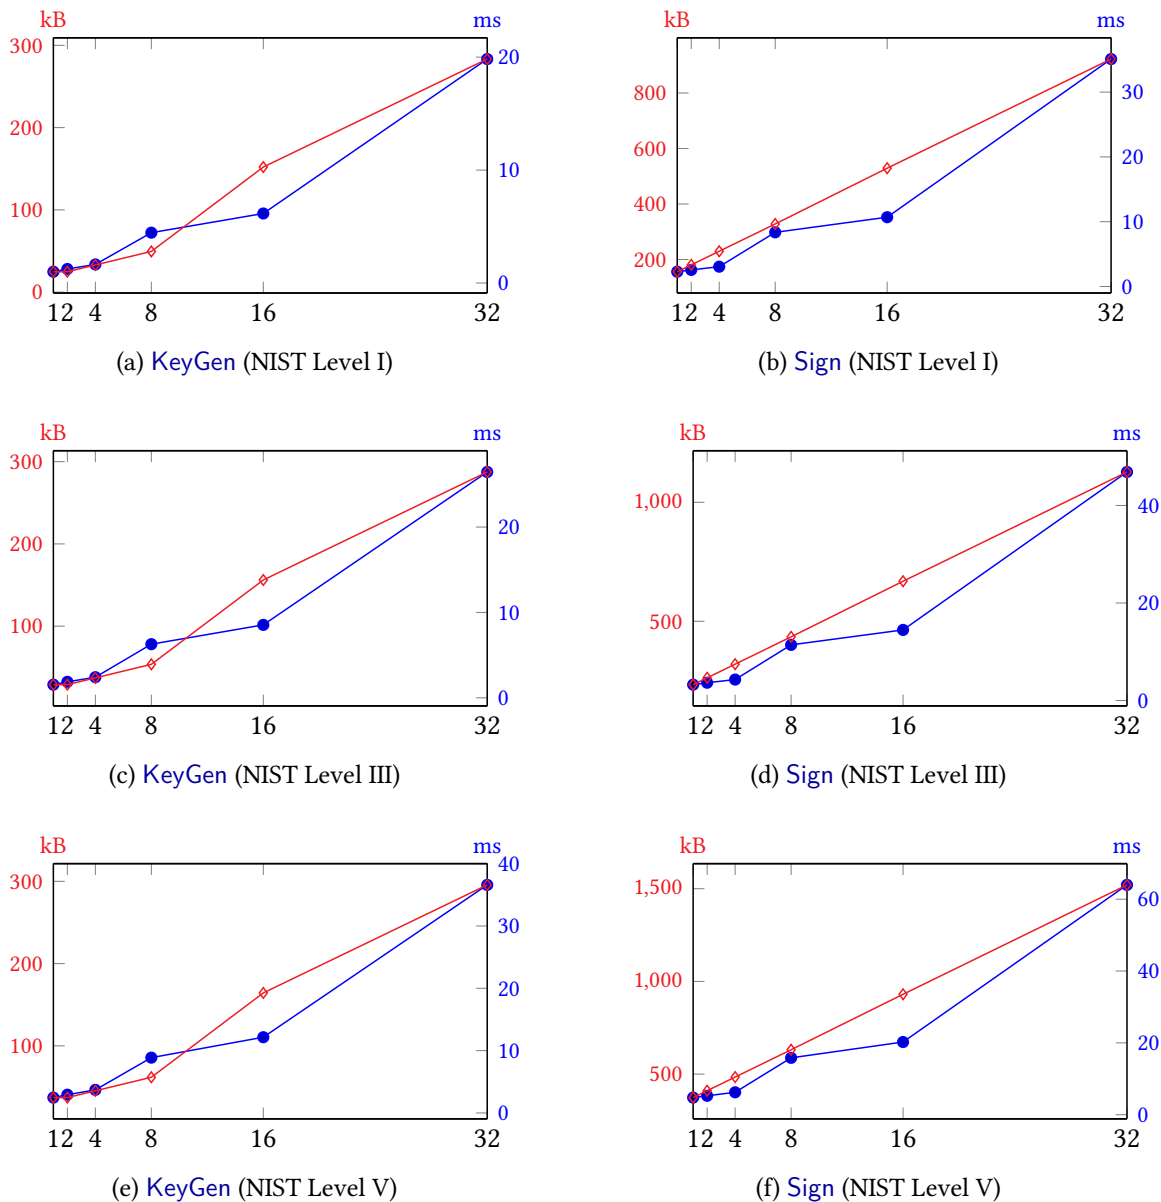 kB ms
300
200
100
0
20
10
0
12 4 8 16 32
(a) KeyGen (NIST Level I)
kB ms
800
600
400
200
30
20
10
0
12 4 8 16 32
(b) Sign (NIST Level I)
kB ms
300
200
100
20
10
0
12 4 8 16 32
(c) KeyGen (NIST Level III)
kB ms
1,000
500
40
20
0
12 4 8 16 32
(d) Sign (NIST Level III)
kB ms
300
200
100
40
30
20
10
0
12 4 8 16 32
(e) KeyGen (NIST Level V)
kB ms
1,500
1,000
500
60
40
20
0
12 4 8 16 32
(f) Sign (NIST Level V)